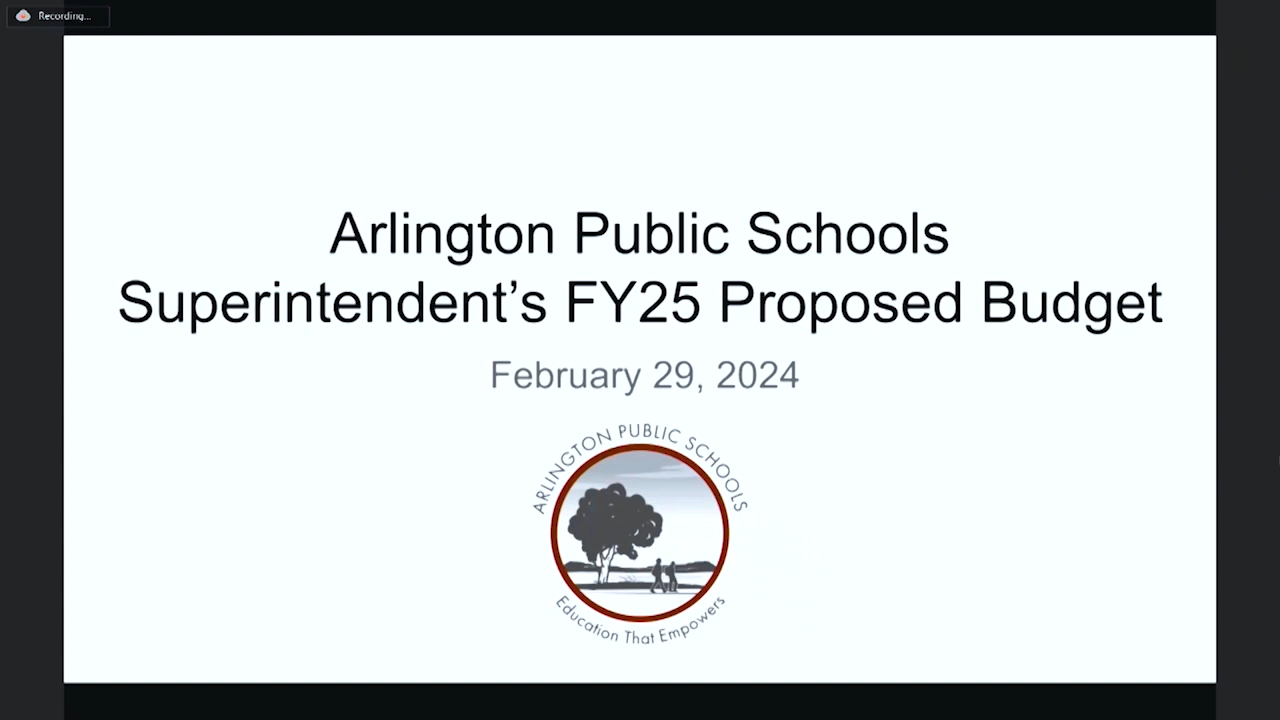 Recording...
Arlington Public Schools
Superintendent’s FY25 Proposed Budget
February 29, 2024
ARLINGTON PUBLIC SCHOOLS
Education That Empowers